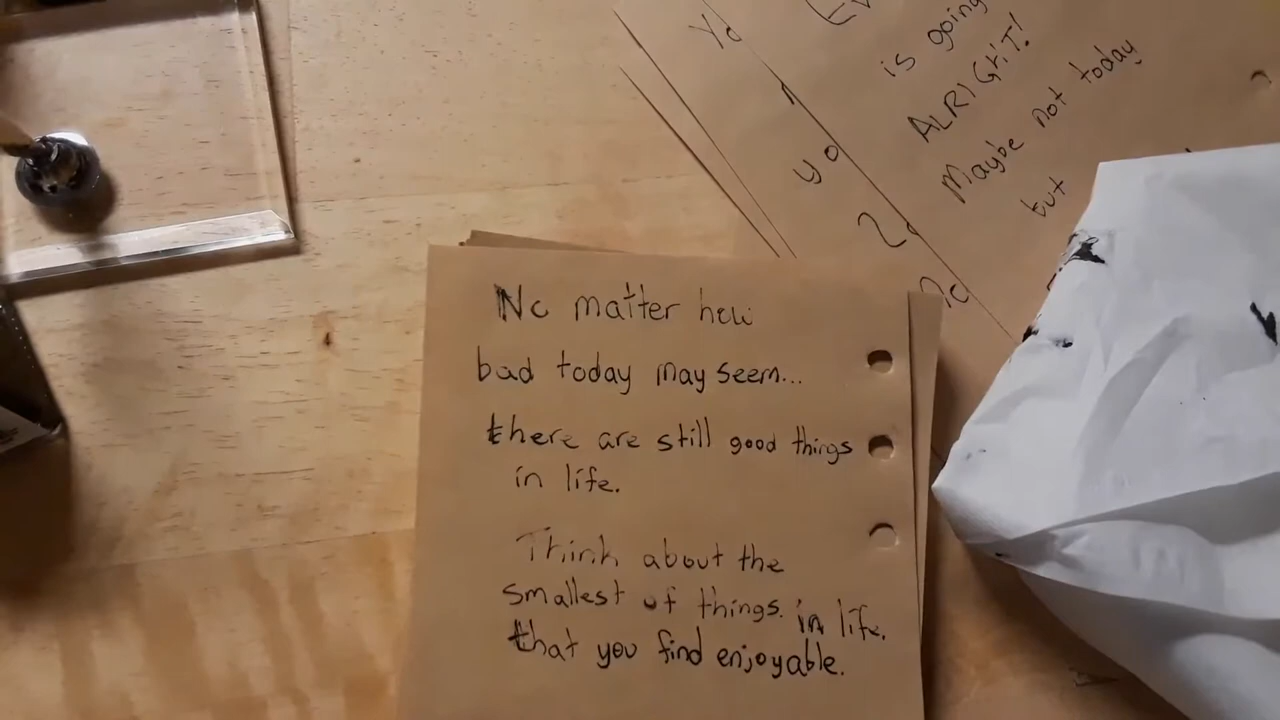 No matter how
bad today may seem...
there are still good things
in life.
Think about the
smallest of things in life.
that you find enjoyable.
is going
ALRIGHT!
Maybe not today
but